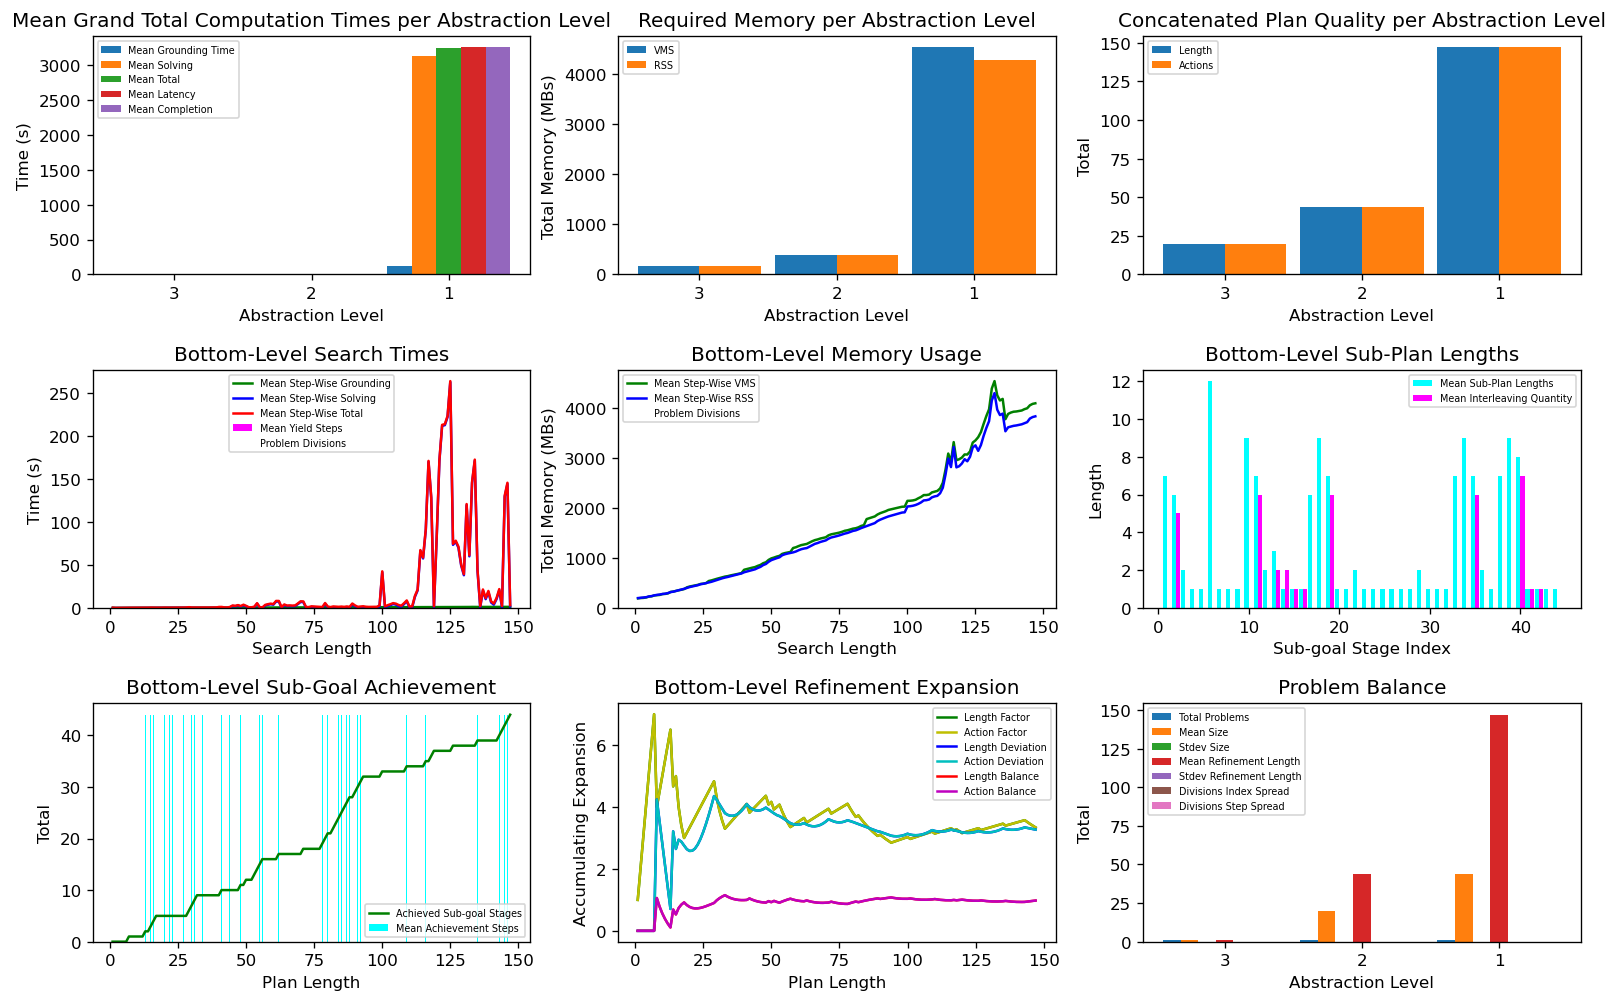 Mean Grand Total Computation Times per Abstraction Level
Time (s)
3000
2500
2000
1500
1000
500
0
Mean Grounding Time
Mean Solving
Mean Total
Mean Latency
Mean Completion
3 2 1
Abstraction Level
Required Memory per Abstraction Level
Total Memory (MBs)
4000
3000
2000
1000
0
VMS
RSS
3 2 1
Abstraction Level
Concatenated Plan Quality per Abstraction Level
Total
150
125
100
75
50
25
0
Length
Actions
3 2 1
Abstraction Level
Bottom-Level Search Times
Time (s)
250
200
150
100
50
0
Mean Step-Wise Grounding
Mean Step-Wise Solving
Mean Step-Wise Total
Mean Yield Steps
Problem Divisions
0 25 50 75 100 125 150
Search Length
Bottom-Level Memory Usage
Total Memory (MBs)
4000
3000
2000
1000
0
Mean Step-Wise VMS
Mean Step-Wise RSS
Problem Divisions
0 25 50 75 100 125 150
Search Length
Bottom-Level Sub-Plan Lengths
Length
12
10
8
6
4
2
0
Mean Sub-Plan Lengths
Mean Interleaving Quantity
0 10 20 30 40
Sub-goal Stage Index
Bottom-Level Sub-Goal Achievement
Total
40
30
20
10
0
Achieved Sub-goal Stages
Mean Achievement Steps
0 25 50 75 100 125 150
Plan Length
Bottom-Level Refinement Expansion
Accumulating Expansion
6
4
2
0
Length Factor
Action Factor
Length Deviation
Action Deviation
Length Balance
Action Balance
0 25 50 75 100 125 150
Plan Length
Problem Balance
Total
150
125
100
75
50
25
0
Total Problems
Mean Size
Stdev Size
Mean Refinement Length
Stdev Refinement Length
Divisions Index Spread
Divisions Step Spread
3 2 1
Abstraction Level